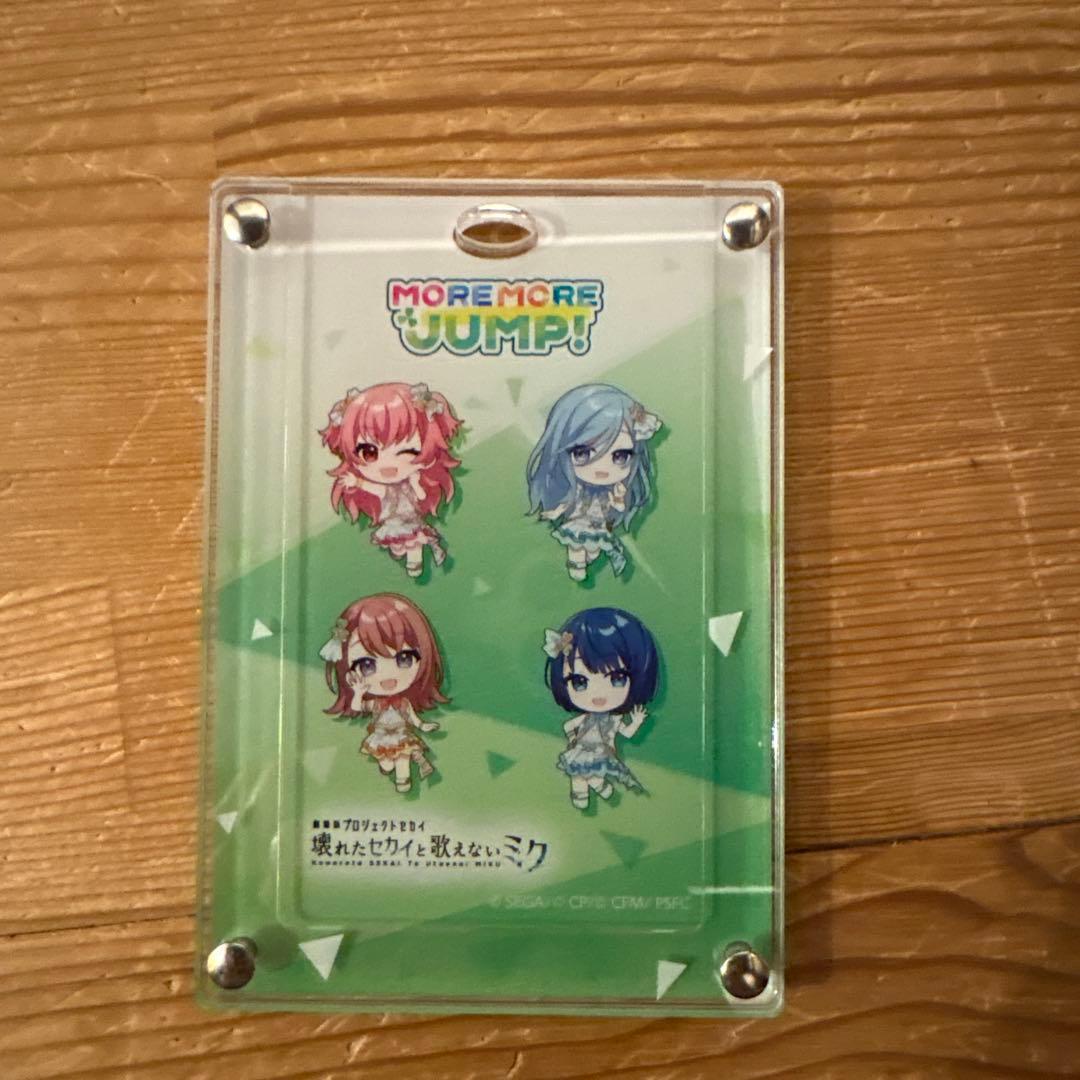 MORE MORE
JUMP!
劇場版プロジェクトセカイ
壊れたセカイと歌えないミク
Kowareta SEKAI To Utaenai MIKU
© SEGA/ © CP/ © CFM/ PSFC